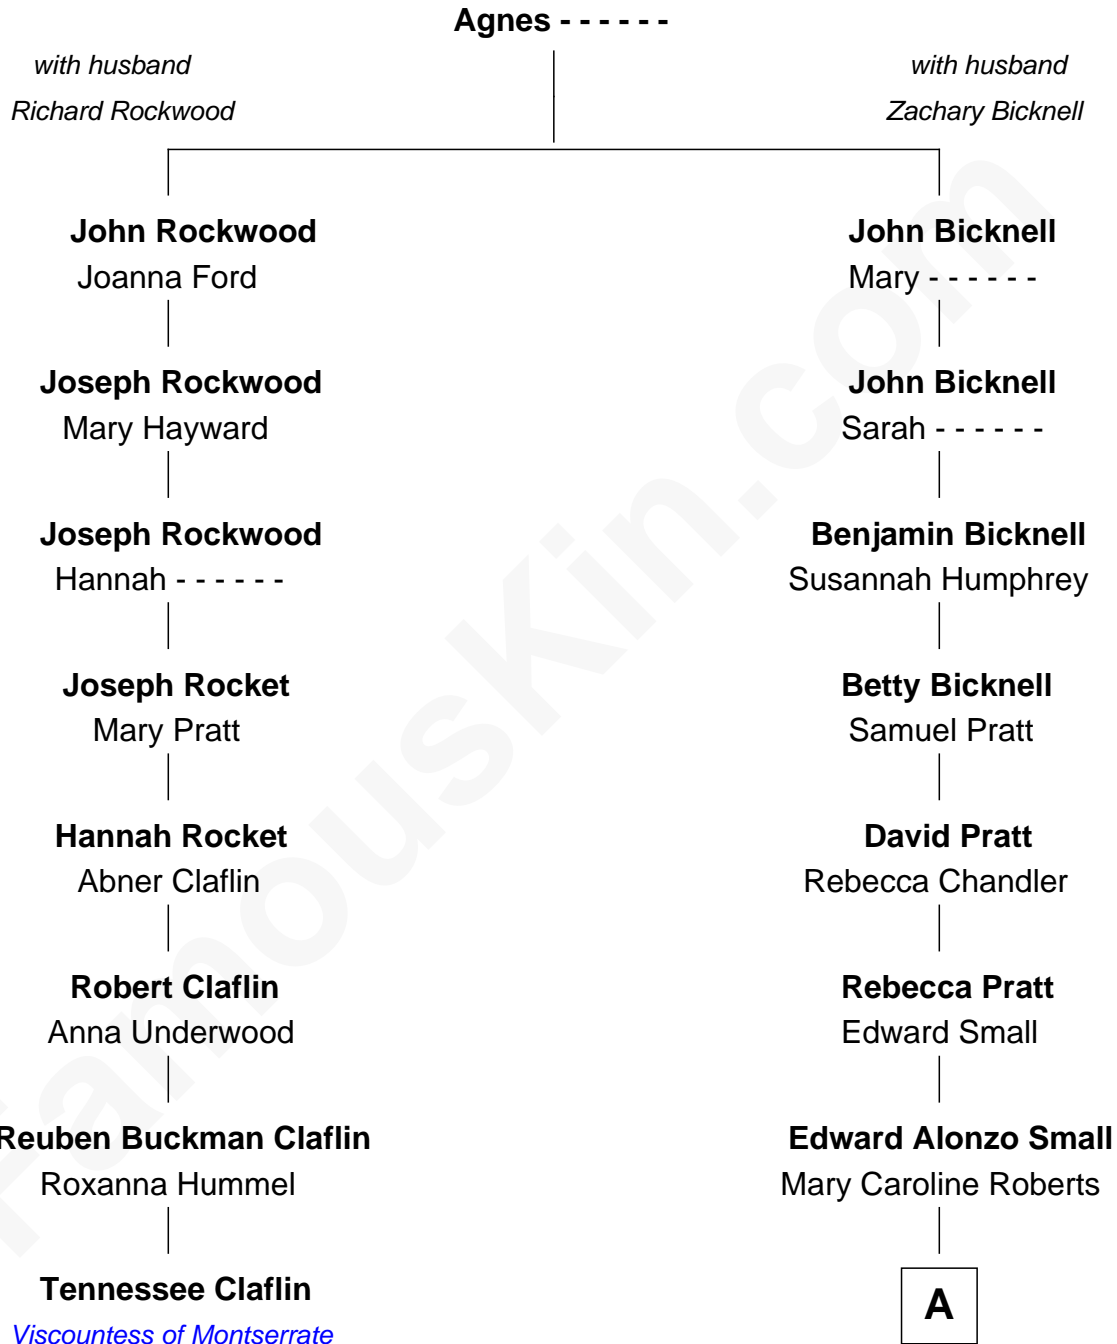 Agnes - - - - - -
with husband
Richard Rockwood
with husband
Zachary Bicknell
John Rockwood
Joanna Ford
John Bicknell
Mary - - - - - -
Joseph Rockwood
Mary Hayward
John Bicknell
Sarah - - - - - -
Joseph Rockwood
Hannah - - - - - -
Benjamin Bicknell
Susannah Humphrey
Joseph Rocket
Mary Pratt
Betty Bicknell
Samuel Pratt
Hannah Rocket
Abner Claflin
David Pratt
Rebecca Chandler
Robert Claflin
Anna Underwood
Rebecca Pratt
Edward Small
Reuben Buckman Claflin
Roxanna Hummel
Edward Alonzo Small
Mary Caroline Roberts
Tennessee Claflin
Viscountess of Montserrate
A
FamousKin.com